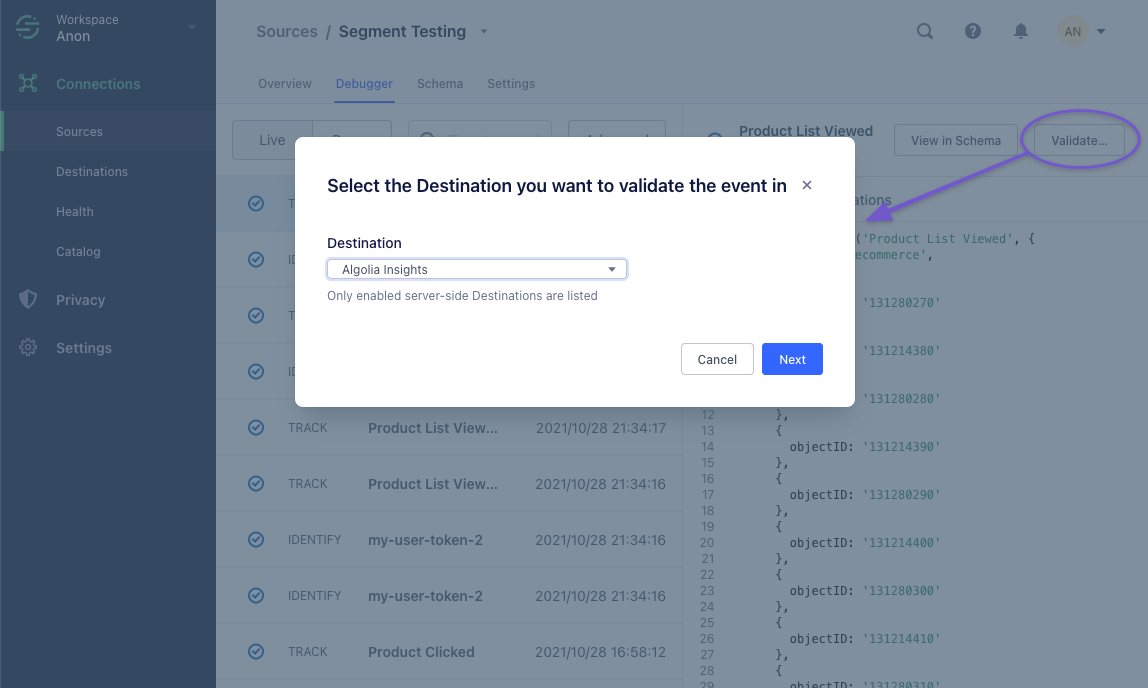 Workspace
Anon
Connections
Sources
Destinations
Health
Catalog
Privacy
Settings
Sources / Segment Testing
AN
Overview Debugger Schema Settings
Live
Product List Viewed
View in Schema
Validate...
Select the Destination you want to validate the event in
Destination
Algolia Insights
Only enabled server-side Destinations are listed
Cancel Next
TRACK Product List View... 2021/10/28 21:34:17
TRACK Product List View... 2021/10/28 21:34:16
IDENTIFY my-user-token-2 2021/10/28 21:34:16
IDENTIFY my-user-token-2 2021/10/28 21:34:16
TRACK Product Clicked 2021/10/28 16:58:12
('Product List Viewed', {
ecommerce',
'131280270'
'131214380'
'131280280'
12 },
13 {
14 objectID: '131214390'
15 },
16 {
17 objectID: '131280290'
18 },
19 {
20 objectID: '131214400'
21 },
22 {
23 objectID: '131280300'
24 },
25 {
26 objectID: '131214410'
27 },
28 {
29 objectID: '131280310'